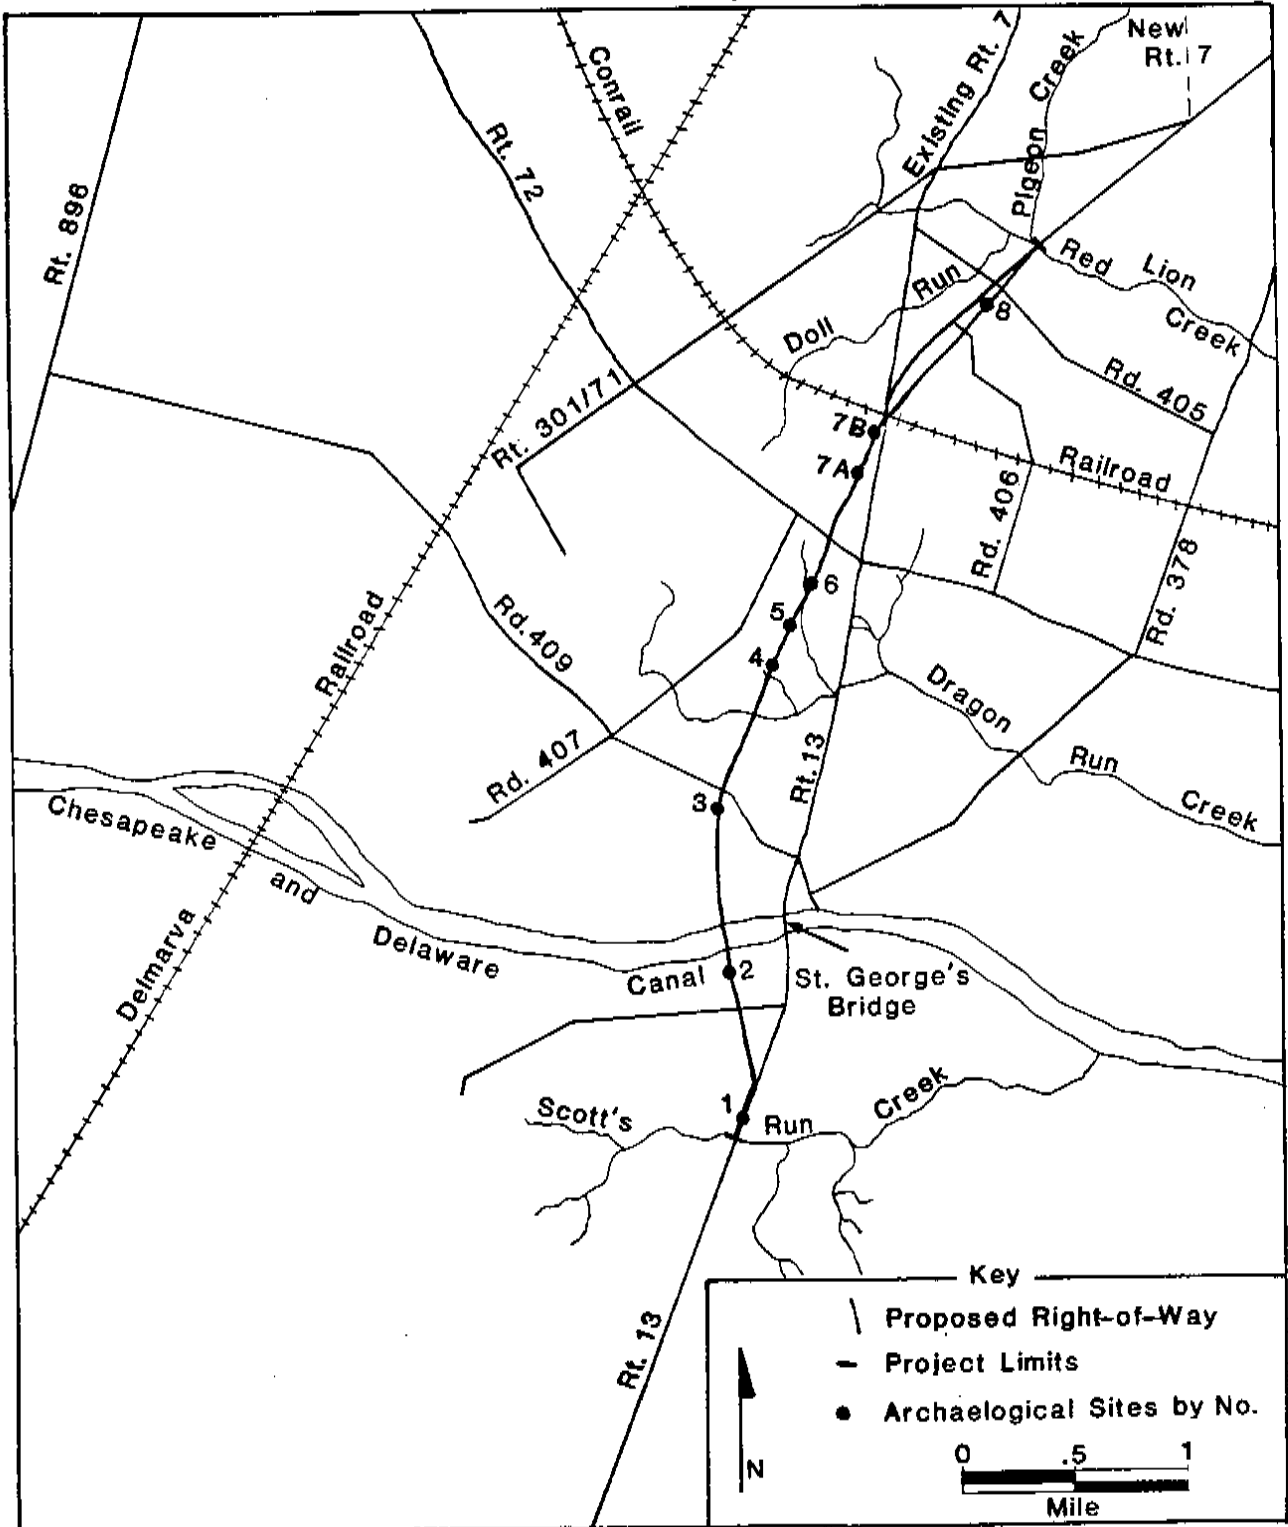 New
Rt. 7
Existing Rt. 7
Pigeon Creek
Conrail
Rt. 72
Rt. 896
Red Lion Creek
Doll Run
8
Rd. 405
Rt. 301/71
7B
7A
Railroad
Rd. 406
Rd. 378
6
5
4
Rd. 409
Railroad
Dragon Run Creek
Rd. 407
Rt. 13
3
Chesapeake and Delaware Canal
2
St. George's
Bridge
Delmarva
1
Scott's Run Creek
Rt. 13
Key
Proposed Right-of-Way
Project Limits
Archaelogical Sites by No.
N
0 .5 1
Mile